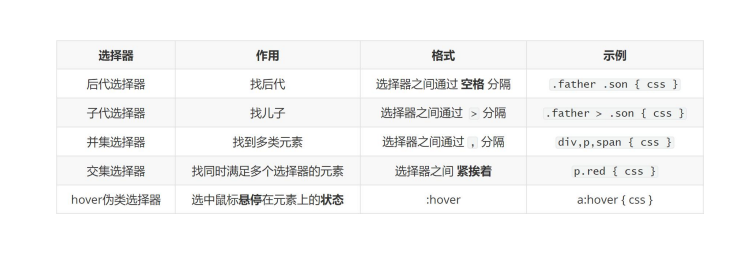 选择器 作用 格式 示例
后代选择器 找后代 选择器之间通过 空格 分隔 .father .son { css }
子代选择器 找儿子 选择器之间通过 > 分隔 .father > .son { css }
并集选择器 找到多类元素 选择器之间通过 , 分隔 div,p,span { css }
交集选择器 找同时满足多个选择器的元素 选择器之间 紧挨着 p.red { css }
hover伪类选择器 选中鼠标悬停在元素上的状态 :hover a:hover { css }